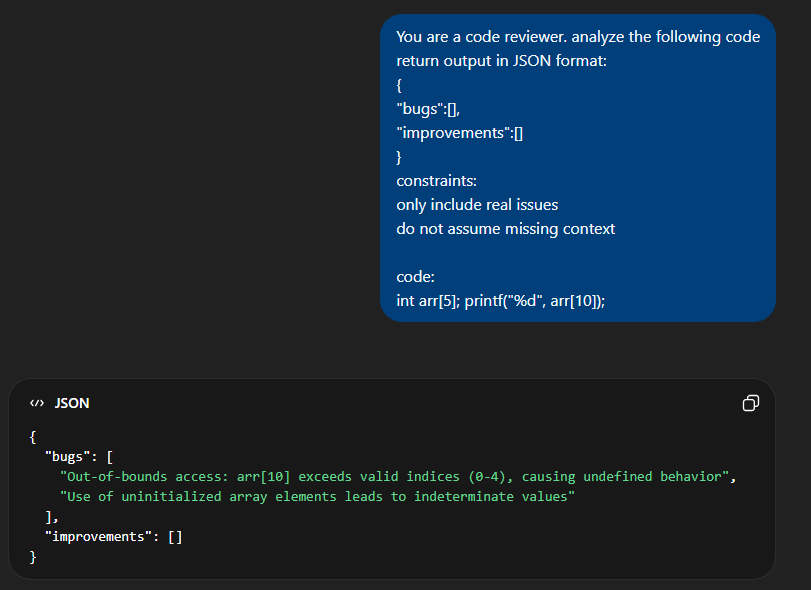 You are a code reviewer. analyze the following code
return output in JSON format:
{
"bugs":[],
"improvements":[]
}
constraints:
only include real issues
do not assume missing context

code:
int arr[5]; printf("%d", arr[10]);
</> JSON
{
  "bugs": [
    "Out-of-bounds access: arr[10] exceeds valid indices (0-4), causing undefined behavior",
    "Use of uninitialized array elements leads to indeterminate values"
  ],
  "improvements": []
}